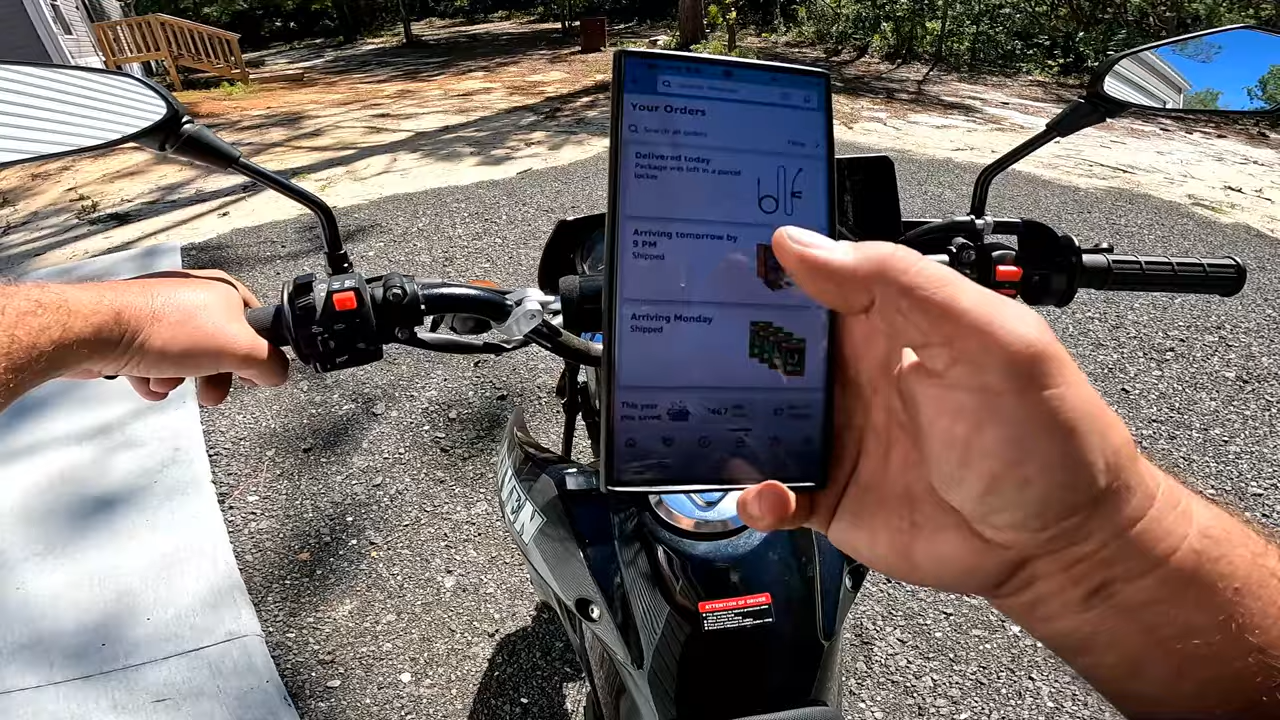 Your Orders
Search all orders
Filter
Delivered today
Package was left in a parcel
locker
Arriving tomorrow by
9 PM
Shipped
Arriving Monday
Shipped
This year
you saved
ATTENTION OF DRIVER